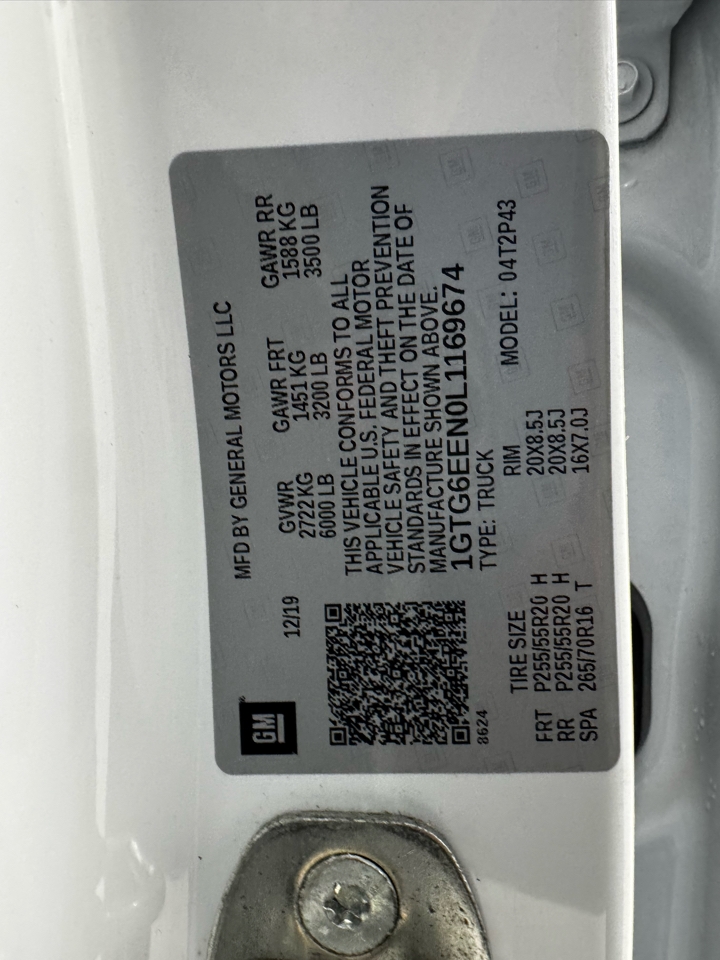 GM
MFD BY GENERAL MOTORS LLC
12/19
GVWR GAWR FRT GAWR RR
2722 KG 1451 KG 1588 KG
6000 LB 3200 LB 3500 LB
THIS VEHICLE CONFORMS TO ALL
APPLICABLE U.S. FEDERAL MOTOR
VEHICLE SAFETY AND THEFT PREVENTION
STANDARDS IN EFFECT ON THE DATE OF
MANUFACTURE SHOWN ABOVE.
1GTG6EEN0L1169674
8624
TYPE: TRUCK MODEL: 04T2P43
TIRE SIZE RIM
FRT P255/55R20 H 20X8.5J
RR P255/55R20 H 20X8.5J
SPA 265/70R16 T 16X7.0J